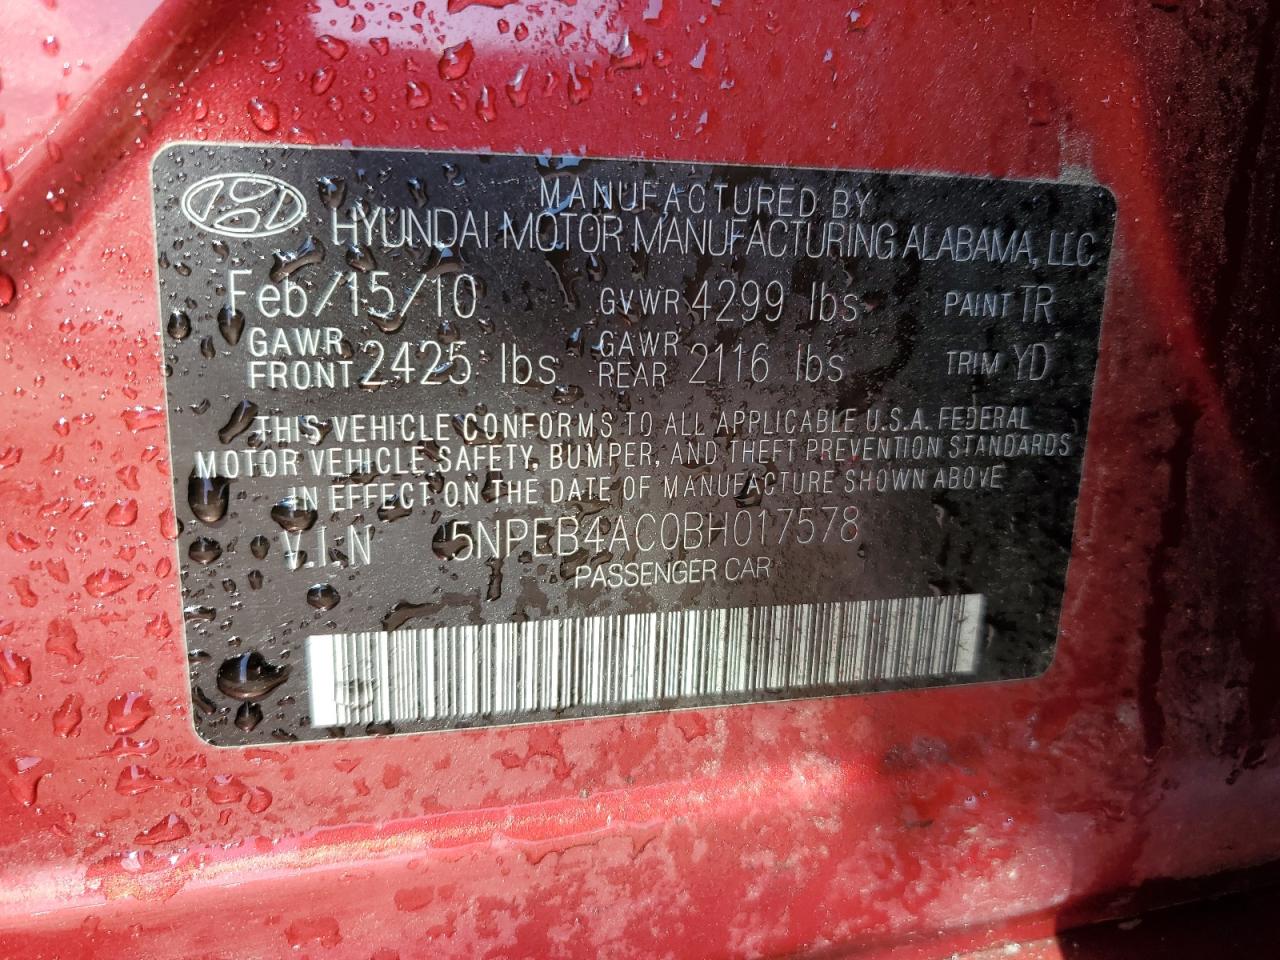 MANUFACTURED BY
HYUNDAI MOTOR MANUFACTURING ALABAMA, LLC
Feb/15/10 GVWR 4299 lbs PAINT TR
GAWR FRONT 2425 lbs GAWR REAR 2116 lbs TRIM YD
THIS VEHICLE CONFORMS TO ALL APPLICABLE U.S.A. FEDERAL
MOTOR VEHICLE SAFETY, BUMPER, AND THEFT PREVENTION STANDARDS
IN EFFECT ON THE DATE OF MANUFACTURE SHOWN ABOVE
V.I.N 5NPEB4AC0BH017578
PASSENGER CAR